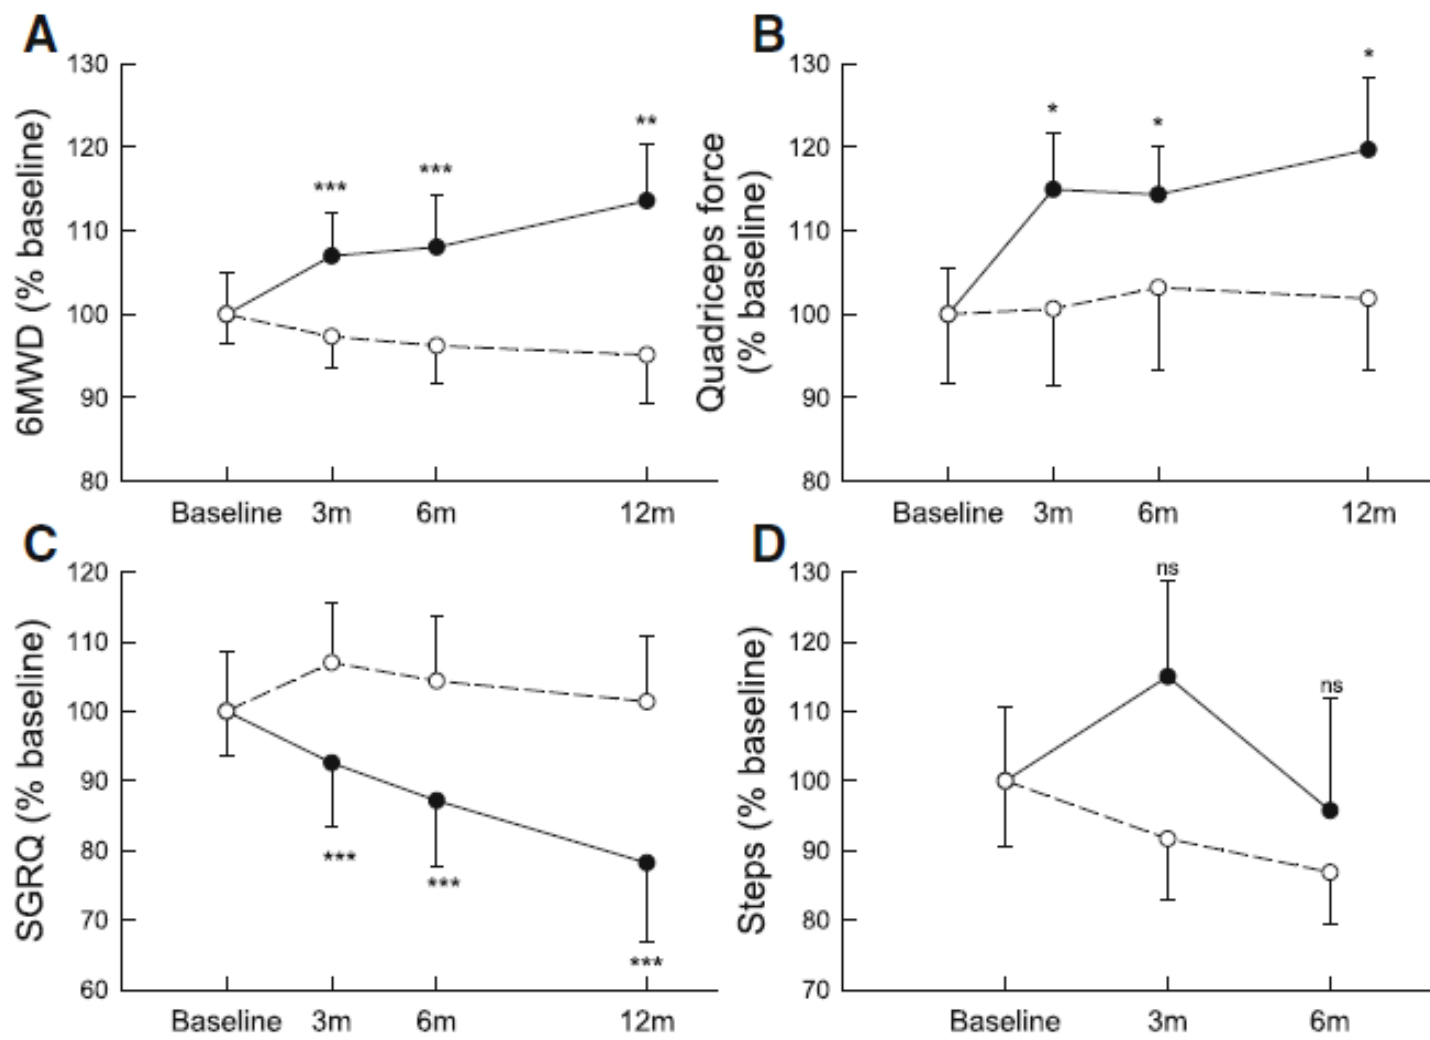 A
B
6MWD (% baseline)
130
120
110
100
90
80
***
***
**
Baseline 3m 6m 12m
Quadriceps force
(% baseline)
130
120
110
100
90
80
*
*
*
Baseline 3m 6m 12m
C
D
SGRQ (% baseline)
120
110
100
90
80
70
60
***
***
***
Baseline 3m 6m 12m
Steps (% baseline)
130
120
110
100
90
80
70
ns
ns
Baseline 3m 6m